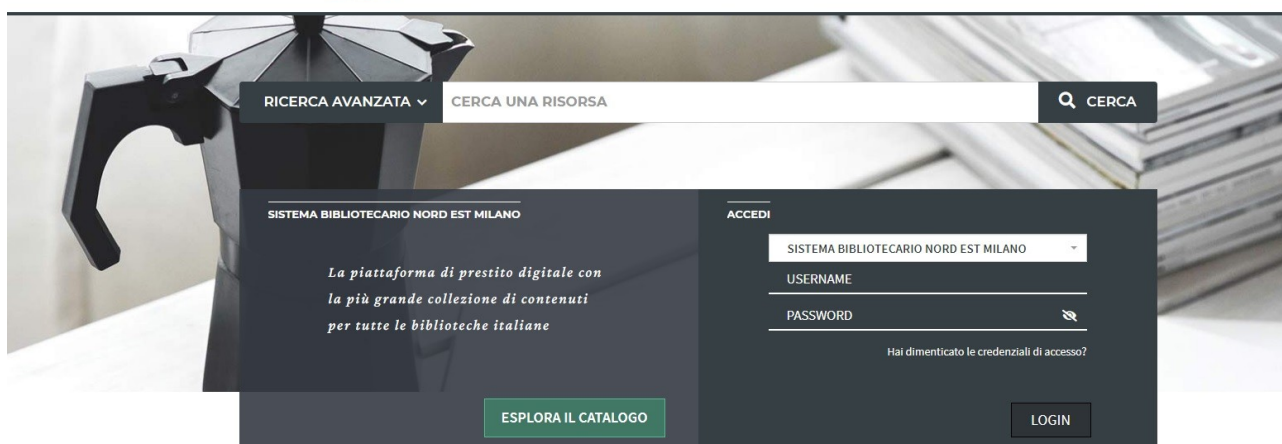 RICERCA AVANZATA
CERCA UNA RISORSA
CERCA
SISTEMA BIBLIOTECARIO NORD EST MILANO
La piattaforma di prestito digitale con
la più grande collezione di contenuti
per tutte le biblioteche italiane
ESPLORA IL CATALOGO
ACCEDI
SISTEMA BIBLIOTECARIO NORD EST MILANO
USERNAME
PASSWORD
Hai dimenticato le credenziali di accesso?
LOGIN